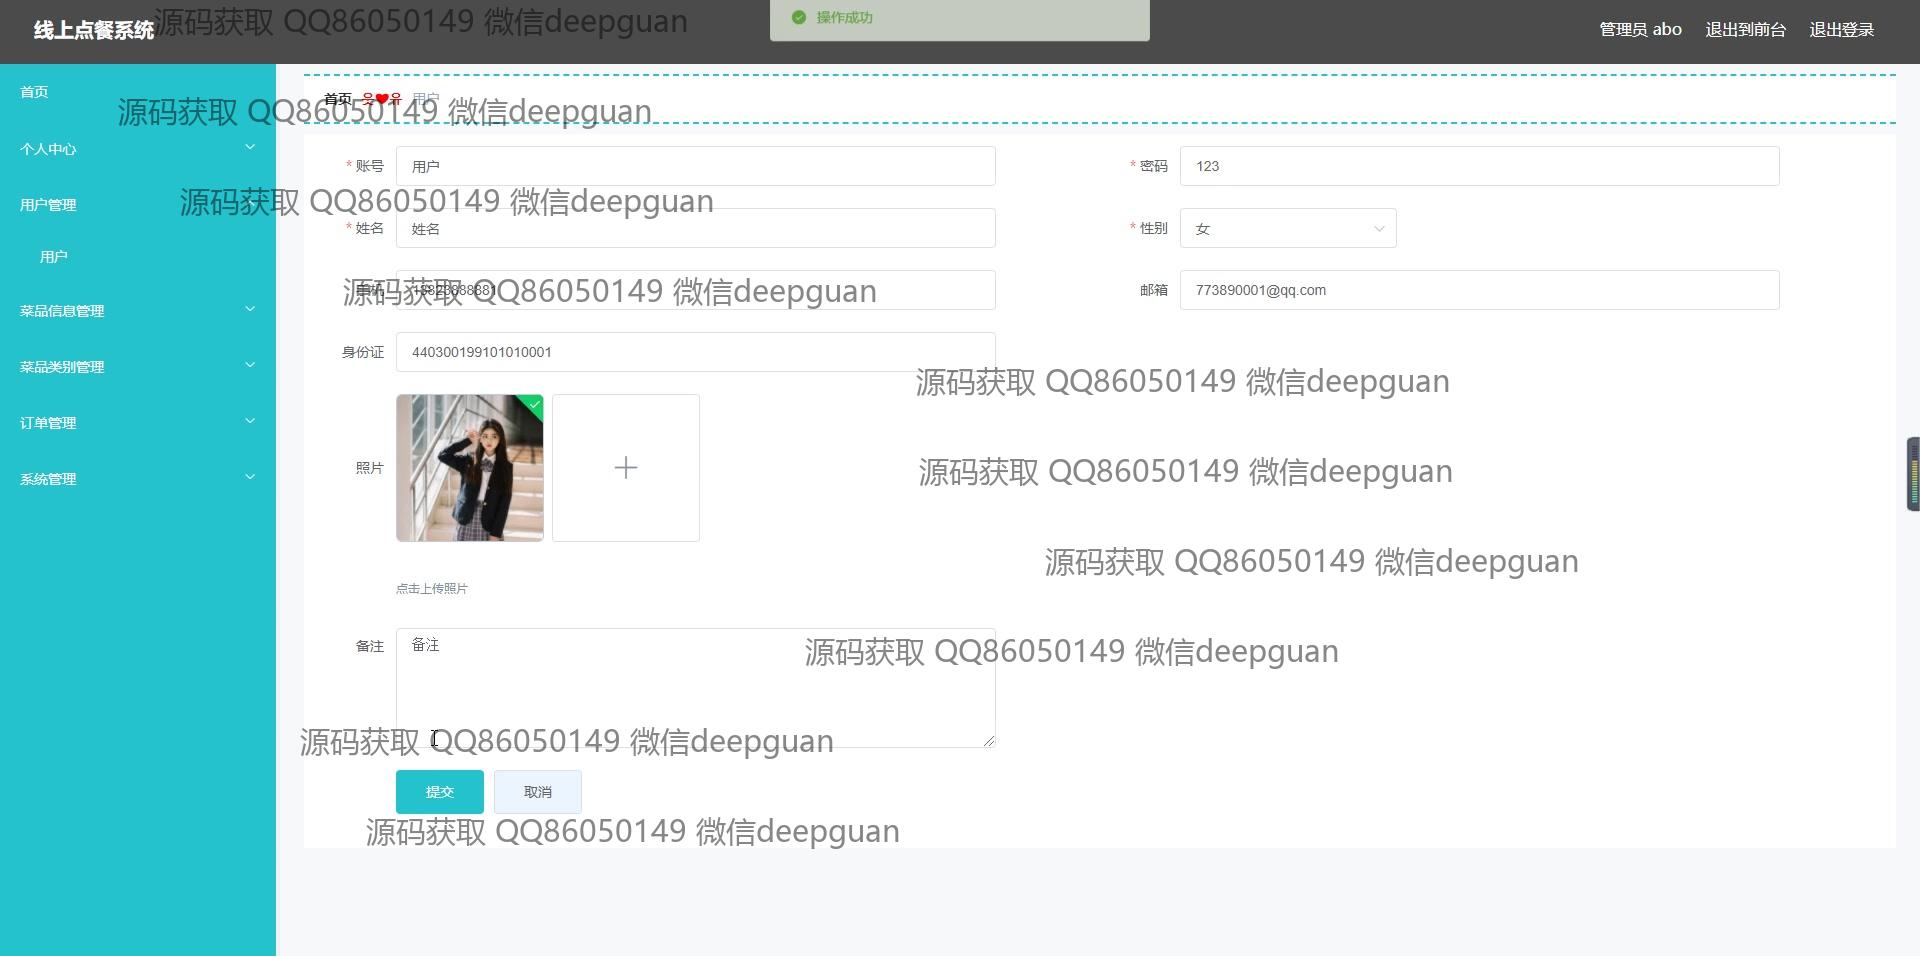 线上点餐系统
源码获取 QQ86050149 微信deepguan
操作成功
管理员 abo
退出到前台
退出登录
首页
首页
用户
源码获取 QQ86050149 微信deepguan
个人中心
* 账号 用户
* 密码 123
用户管理
源码获取 QQ86050149 微信deepguan
* 姓名 姓名
* 性别 女
用户
源码获取 QQ86050149 微信deepguan
邮箱 773890001@qq.com
菜品信息管理
身份证 440300199101010001
菜品类别管理
源码获取 QQ86050149 微信deepguan
订单管理
照片
源码获取 QQ86050149 微信deepguan
系统管理
源码获取 QQ86050149 微信deepguan
点击上传照片
备注 备注
源码获取 QQ86050149 微信deepguan
源码获取 QQ86050149 微信deepguan
提交
取消
源码获取 QQ86050149 微信deepguan